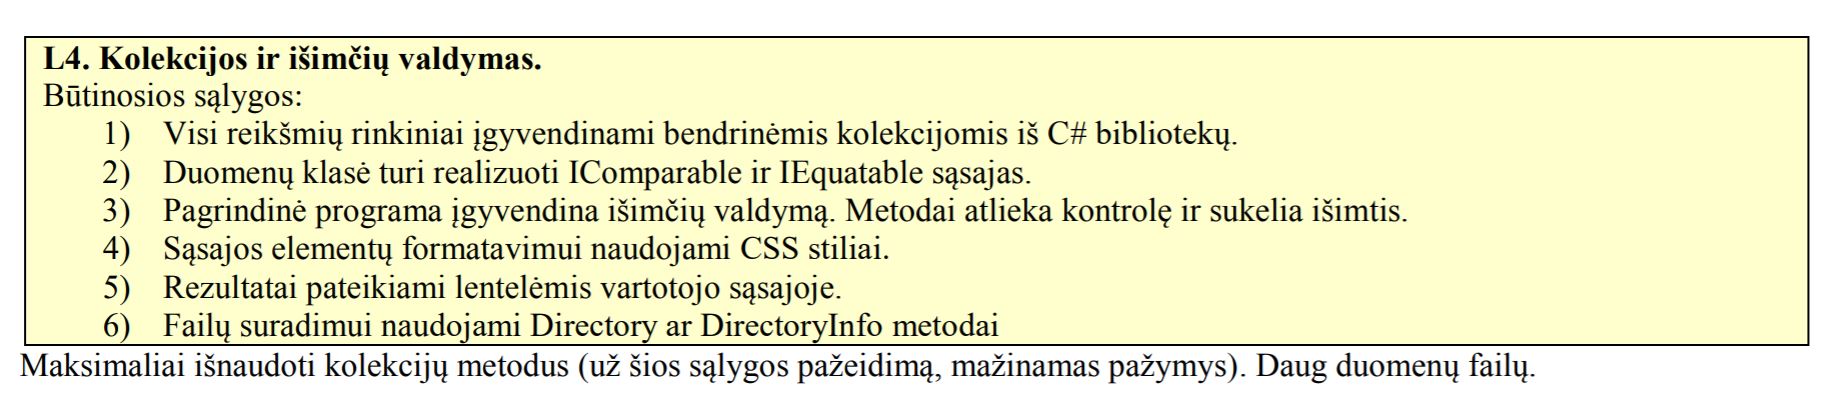 L4. Kolekcijos ir išimčių valdymas.
Būtinosios sąlygos:
1) Visi reikšmių rinkiniai įgyvendinami bendrinėmis kolekcijomis iš C# bibliotekų.
2) Duomenų klasė turi realizuoti IComparable ir IEquatable sąsajas.
3) Pagrindinė programa įgyvendina išimčių valdymą. Metodai atlieka kontrolę ir sukelia išimtis.
4) Sąsajos elementų formatavimui naudojami CSS stiliai.
5) Rezultatai pateikiami lentelėmis vartotojo sąsajoje.
6) Failų suradimui naudojami Directory ar DirectoryInfo metodai
Maksimaliai išnaudoti kolekcijų metodus (už šios sąlygos pažeidimą, mažinamas pažymys). Daug duomenų failų.